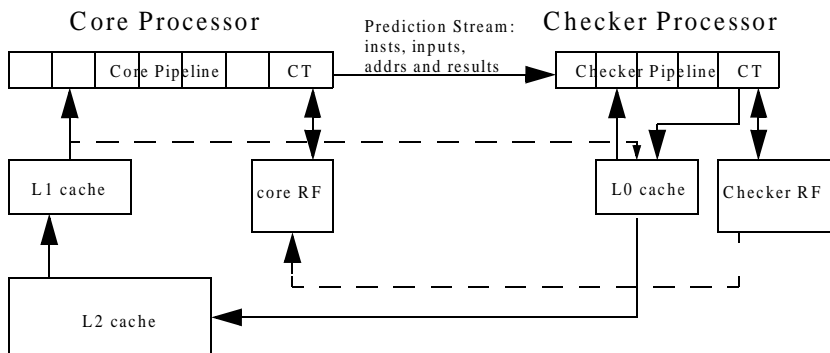 Core Processor
Prediction Stream:
insts, inputs,
addrs and results
Checker Processor
Core Pipeline
CT
Checker Pipeline
CT
L1 cache
core RF
L0 cache
Checker RF
L2 cache